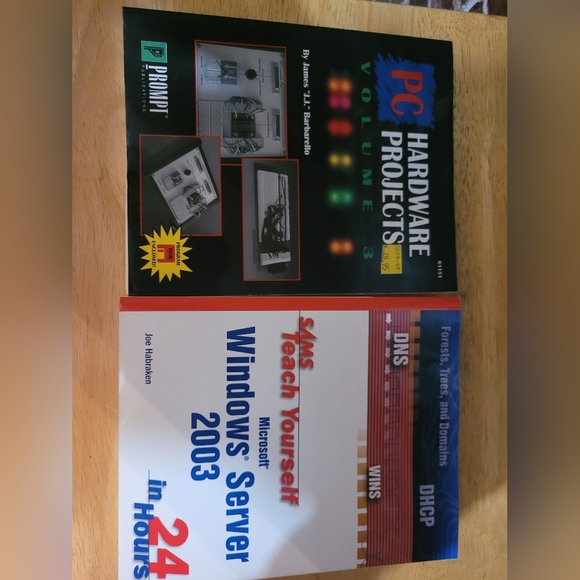 PC
HARDWARE
PROJECTS
VOLUME 3
By James "J.J." Barbarello
PROMPT
PUBLICATIONS
61151
Forests, Trees, and Domains
DHCP
DNS
WINS
SAMS
Teach Yourself
Microsoft®
Windows® Server
2003
in 24
Hours
Joe Habraken